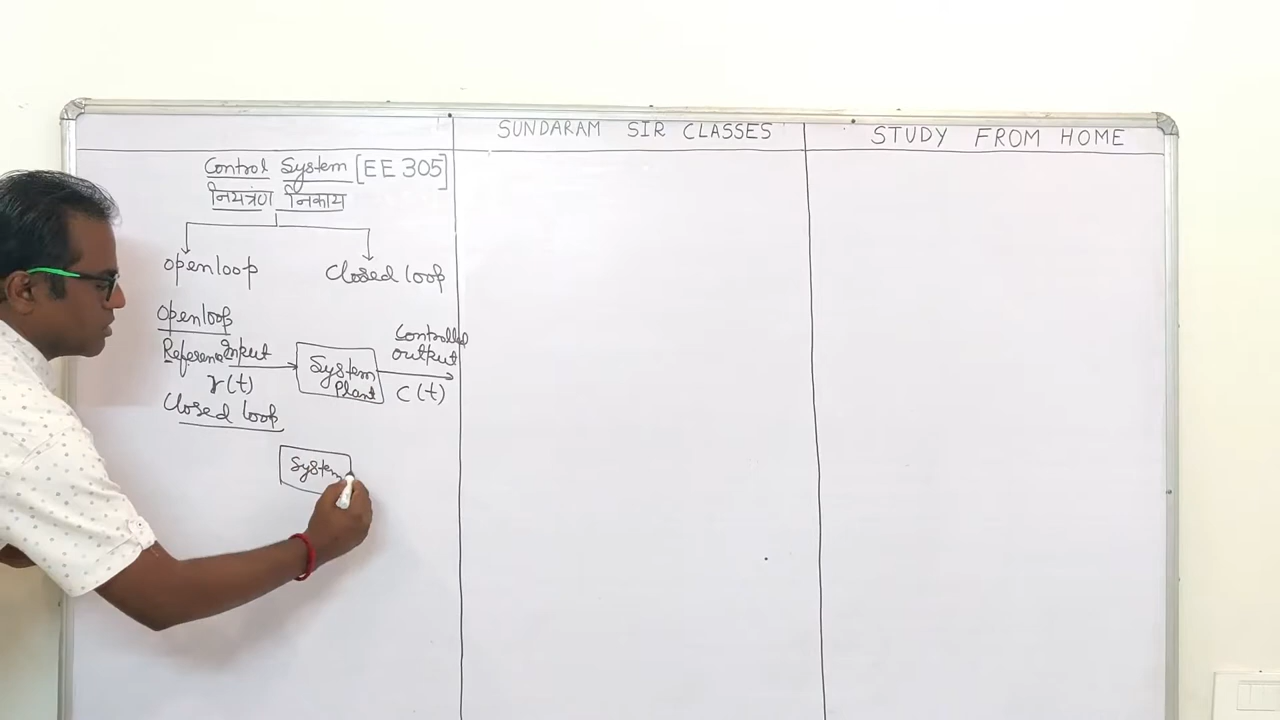 SUNDARAM SIR CLASSES
STUDY FROM HOME
Control System [EE 305]
नियत्रंण निकाय
openloop
Closed loop
Openloop
Reference Input
r(t)
System
Plant
Controlled
output
C(t)
Closed loop
System